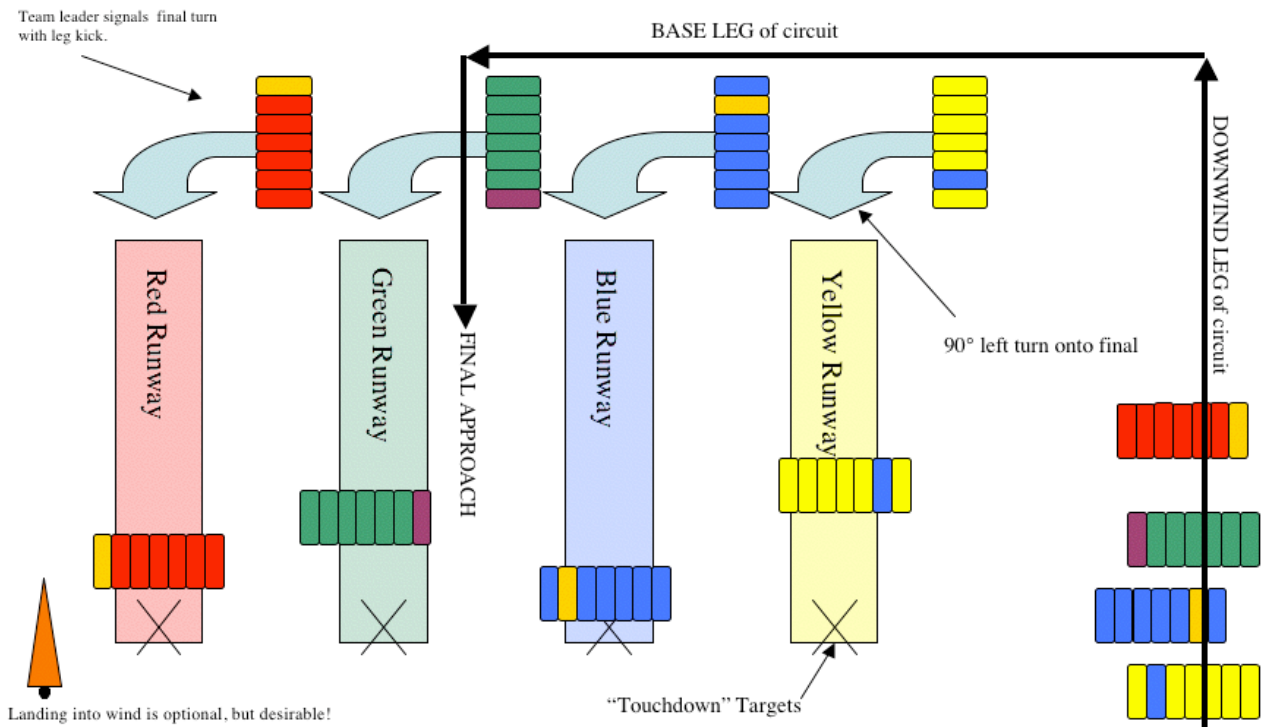 Team leader signals  final turn
with leg kick.
BASE LEG of circuit
DOWNWIND LEG of circuit
Red Runway
Green Runway
FINAL APPROACH
Blue Runway
Yellow Runway
90° left turn onto final
“Touchdown” Targets
Landing into wind is optional, but desirable!